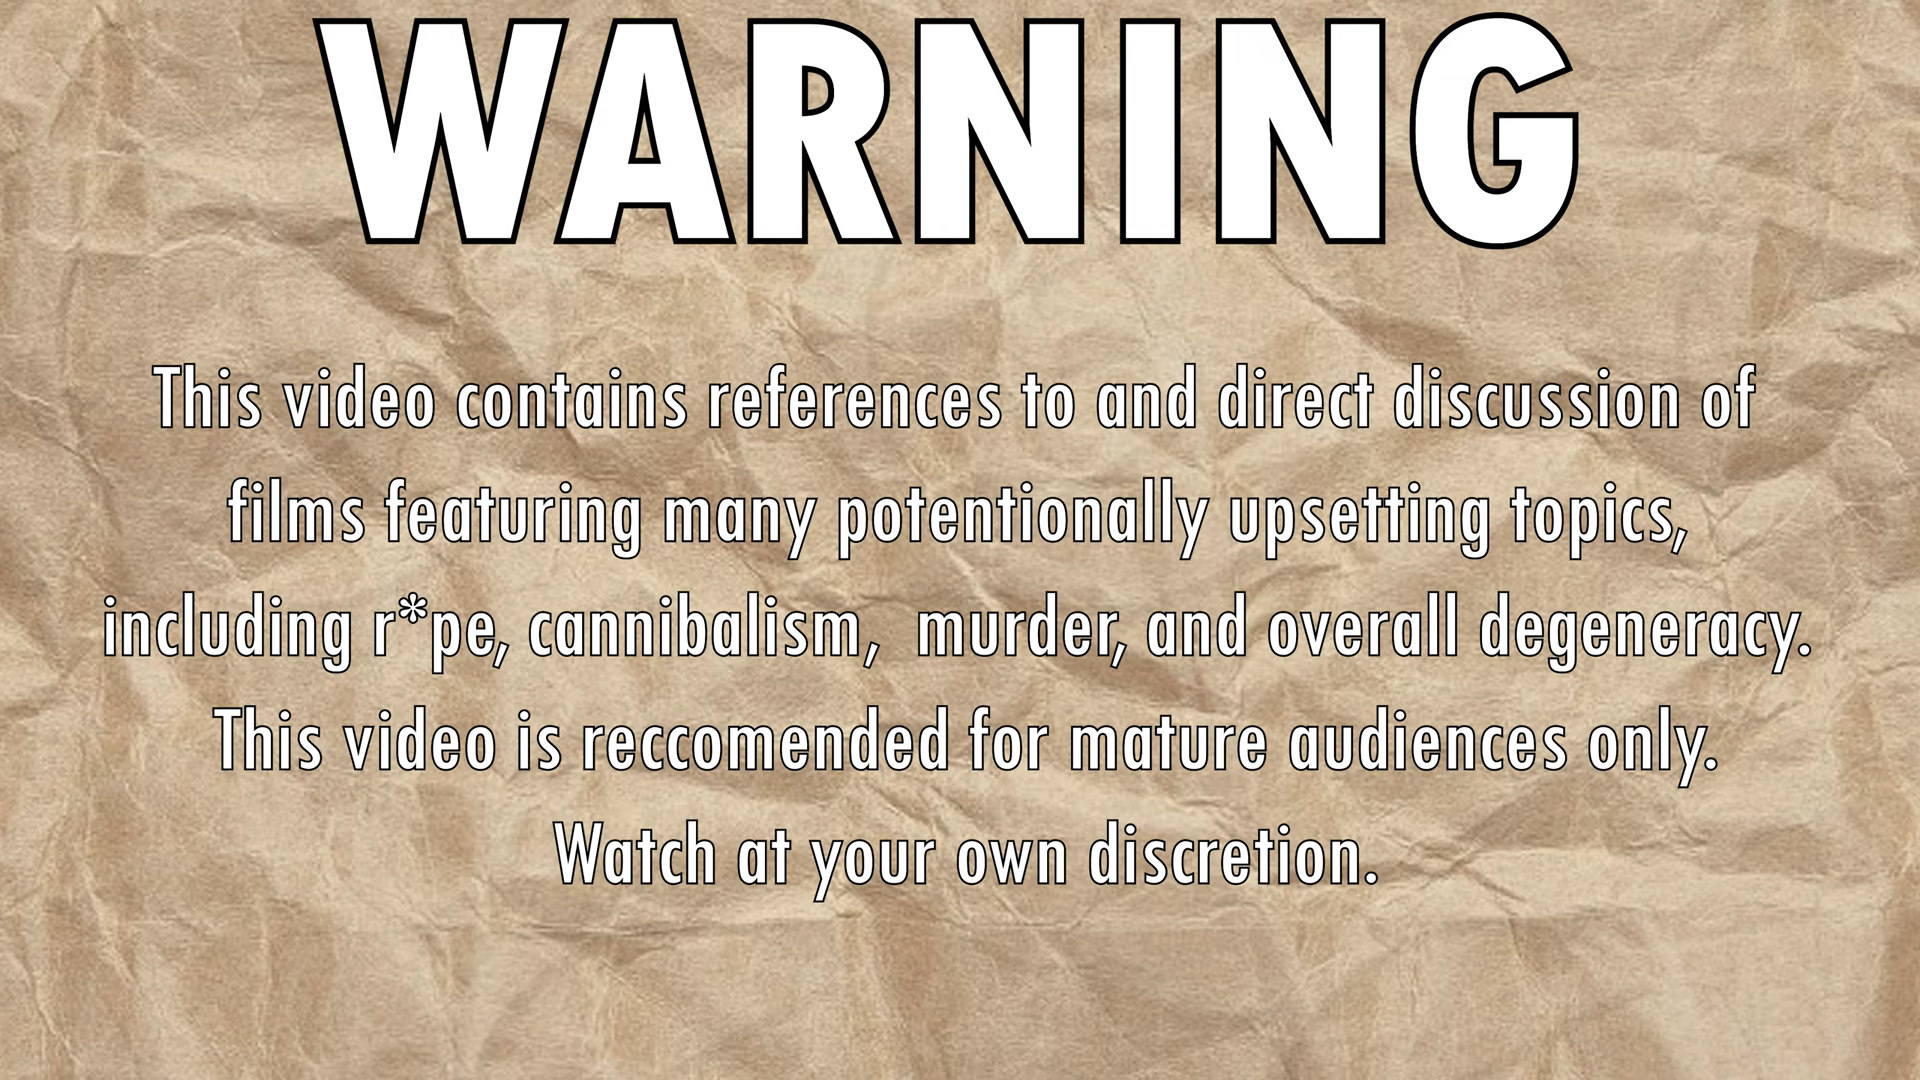 WARNING
This video contains references to and direct discussion of
films featuring many potentially upsetting topics,
including r*pe, cannibalism,  murder, and overall degeneracy.
This video is reccomended for mature audiences only.
Watch at your own discretion.